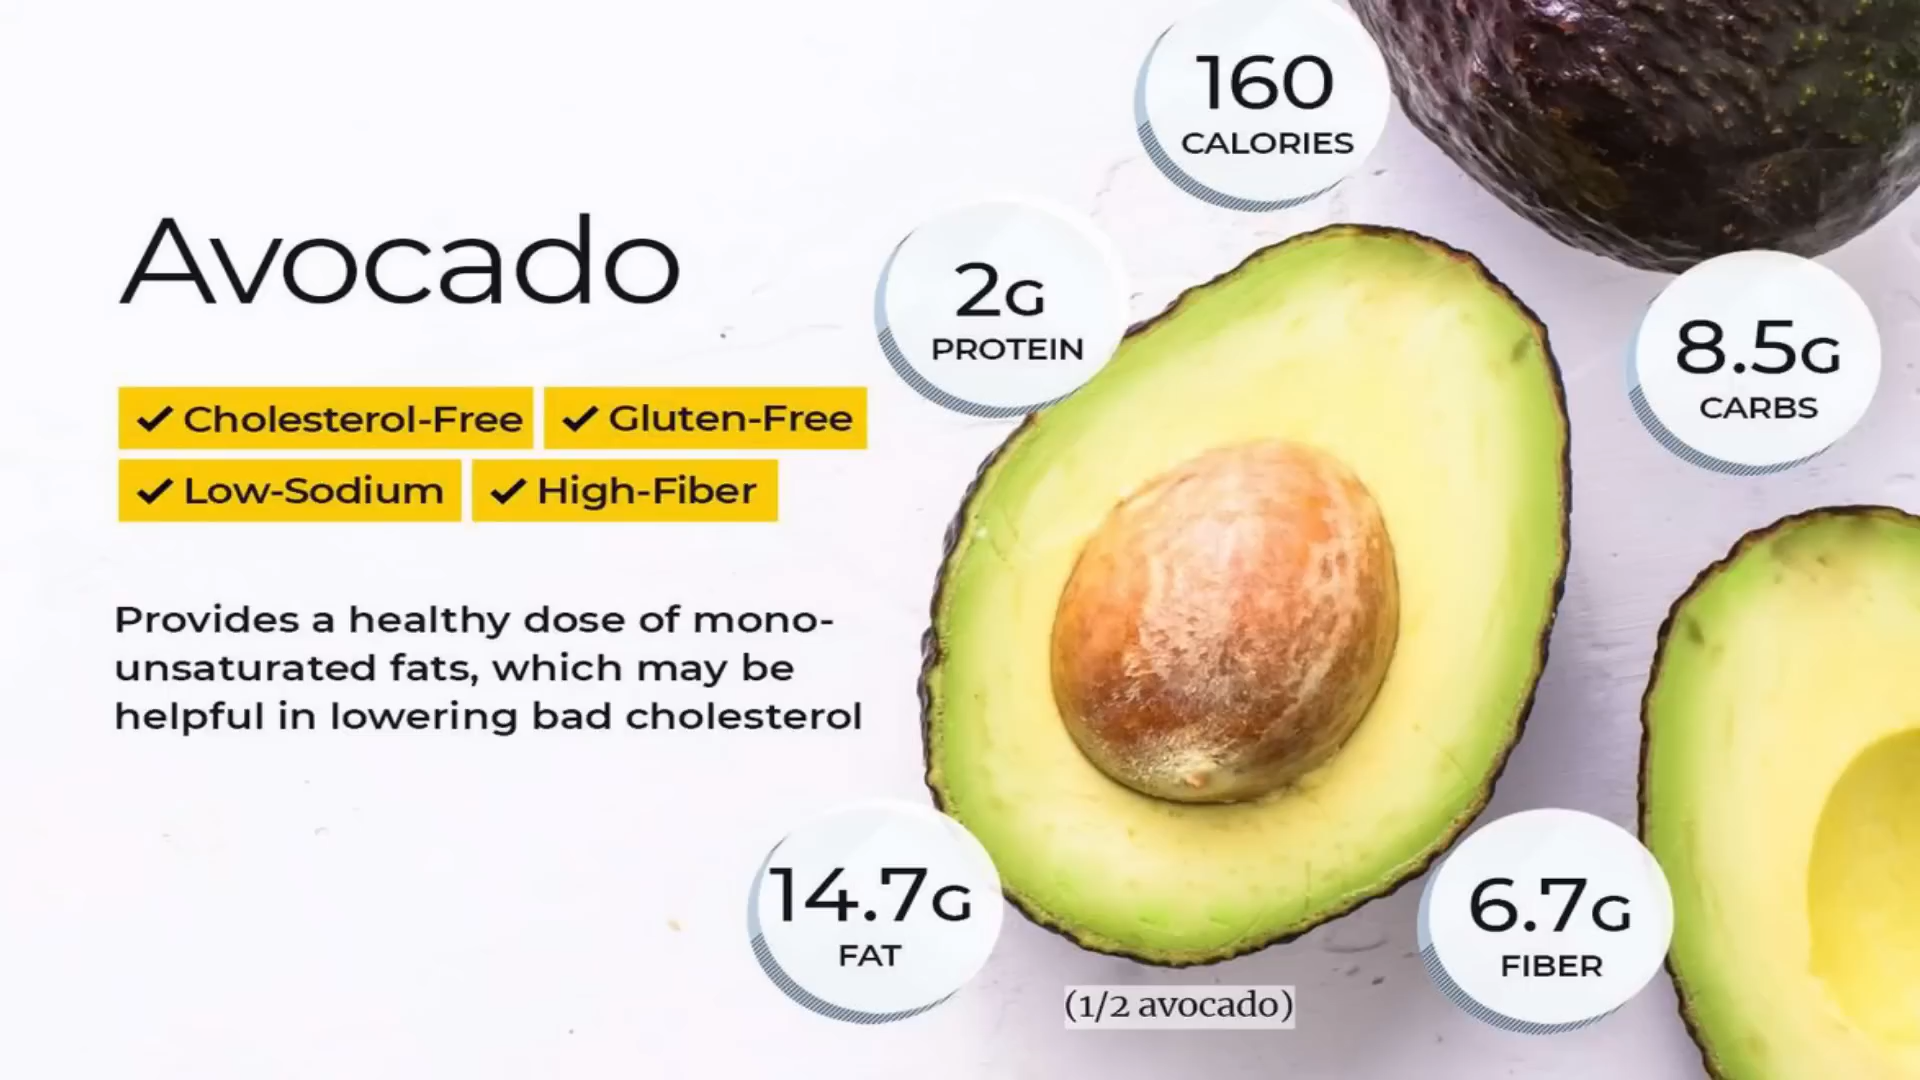 160
CALORIES
Avocado
2G
PROTEIN
8.5G
CARBS
✓ Cholesterol-Free ✓ Gluten-Free
✓ Low-Sodium ✓ High-Fiber
Provides a healthy dose of mono-
unsaturated fats, which may be
helpful in lowering bad cholesterol
14.7G
FAT
6.7G
FIBER
(1/2 avocado)